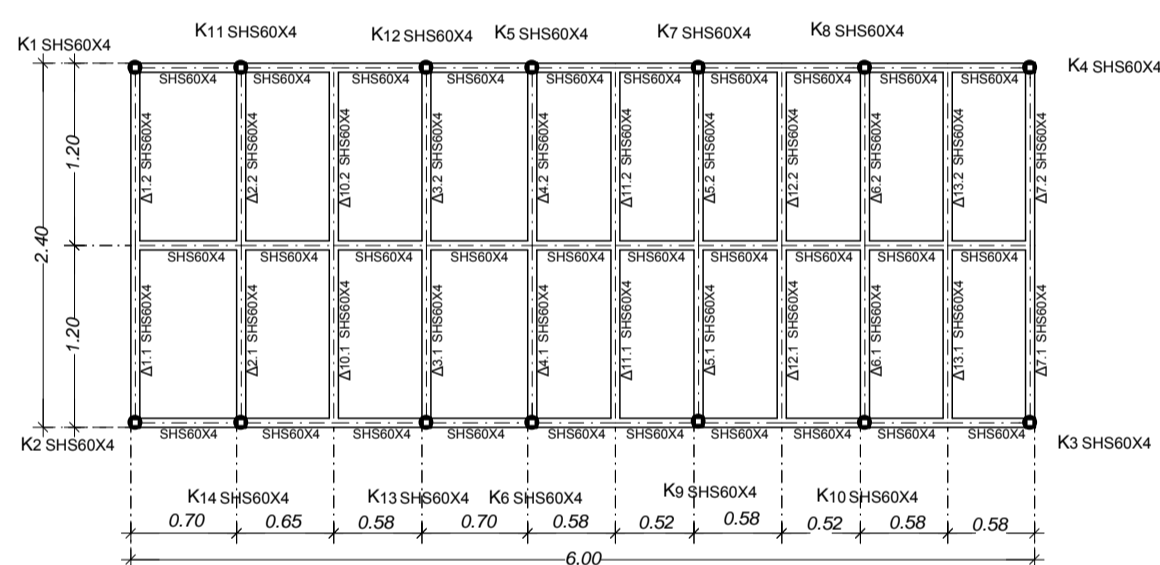 K11 SHS60X4
K12 SHS60X4
K5 SHS60X4
K7 SHS60X4
K8 SHS60X4
K1 SHS60X4
K4 SHS60X4
SHS60X4
SHS60X4
SHS60X4
SHS60X4
SHS60X4
SHS60X4
SHS60X4
SHS60X4
SHS60X4
SHS60X4
Δ1.2 SHS60X4
Δ2.2 SHS60X4
Δ10.2 SHS60X4
Δ3.2 SHS60X4
Δ4.2 SHS60X4
Δ11.2 SHS60X4
Δ5.2 SHS60X4
Δ12.2 SHS60X4
Δ6.2 SHS60X4
Δ13.2 SHS60X4
Δ7.2 SHS60X4
1.20
2.40
SHS60X4
SHS60X4
SHS60X4
SHS60X4
SHS60X4
SHS60X4
SHS60X4
SHS60X4
SHS60X4
SHS60X4
Δ1.1 SHS60X4
Δ2.1 SHS60X4
Δ10.1 SHS60X4
Δ3.1 SHS60X4
Δ4.1 SHS60X4
Δ11.1 SHS60X4
Δ5.1 SHS60X4
Δ12.1 SHS60X4
Δ6.1 SHS60X4
Δ13.1 SHS60X4
Δ7.1 SHS60X4
1.20
SHS60X4
SHS60X4
SHS60X4
SHS60X4
SHS60X4
SHS60X4
SHS60X4
SHS60X4
SHS60X4
SHS60X4
K2 SHS60X4
K3 SHS60X4
K14 SHS60X4
K13 SHS60X4
K6 SHS60X4
K9 SHS60X4
K10 SHS60X4
0.70
0.65
0.58
0.70
0.58
0.52
0.58
0.52
0.58
0.58
6.00